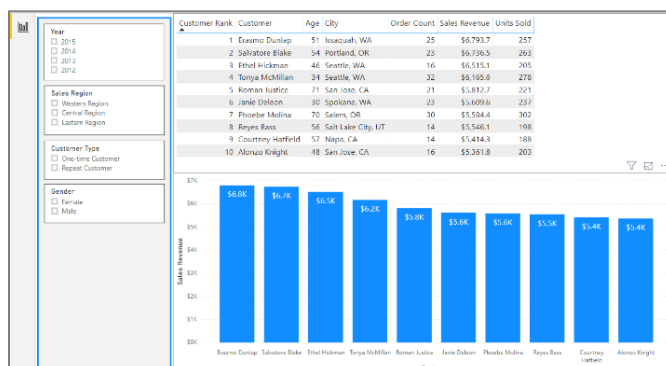 Year
2015
2014
2013
2012
Sales Region
Western Region
Central Region
Eastern Region
Customer Type
One-time Customer
Repeat Customer
Gender
Female
Male
Customer Rank Customer Age City Order Count Sales Revenue Units Sold
1 Erasmo Dunlap 51 Issaquah, WA 25 $6,793.7 257
2 Salvatore Blake 54 Portland, OR 23 $6,736.5 263
3 Ethel Hickman 46 Seattle, WA 16 $6,515.1 205
4 Tonya McMillan 34 Seattle, WA 32 $6,165.6 278
5 Roman Justice 71 San Jose, CA 21 $5,812.7 221
6 Janie Deleon 30 Spokane, WA 23 $5,609.6 237
7 Phoebe Molina 70 Salem, OR 30 $5,584.4 302
8 Reyes Bass 56 Salt Lake City, UT 14 $5,546.1 198
9 Courtney Hatfield 57 Napa, CA 14 $5,414.3 188
10 Alonzo Knight 48 San Jose, CA 16 $5,361.8 203
Sales Revenue
$7K
$6K
$5K
$4K
$3K
$2K
$1K
$0K
$6.8K $6.7K $6.5K $6.2K $5.8K $5.6K $5.6K $5.5K $5.4K $5.4K
Erasmo Dunlap Salvatore Blake Ethel Hickman Tonya McMillan Roman Justice Janie Deleon Phoebe Molina Reyes Bass Courtney Hatfield Alonzo Knight